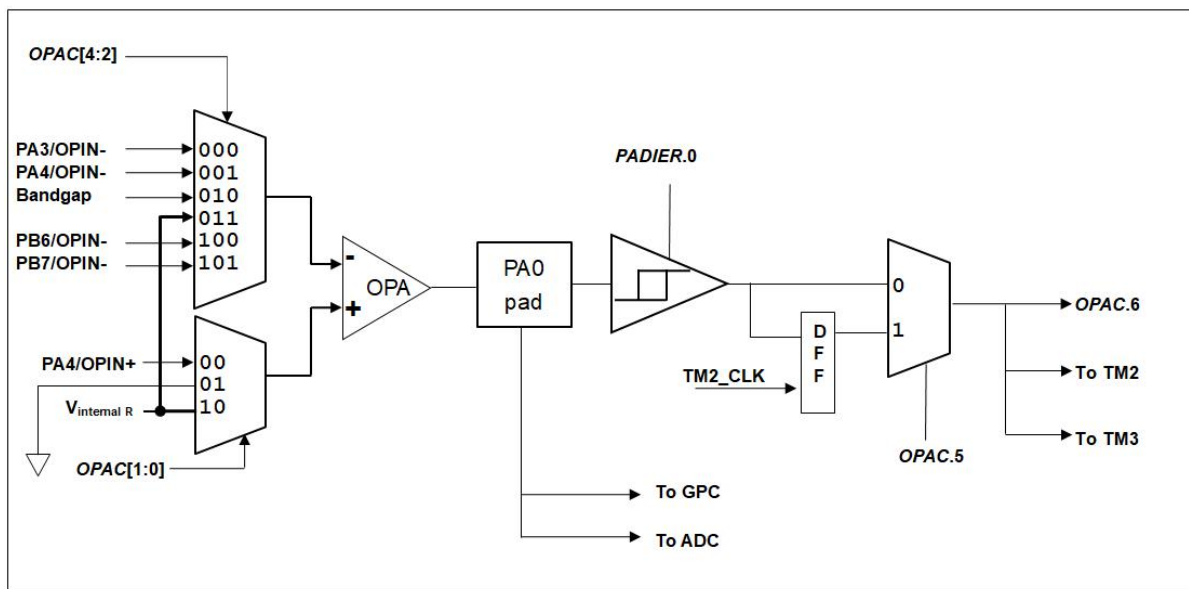 OPAC[4:2]
PA3/OPIN-
000
PA4/OPIN-
001
Bandgap
010
011
PB6/OPIN-
100
PB7/OPIN-
101
PADIER.0
-
OPA
+
PA0
pad
0
1
D
F
F
TM2_CLK
OPAC.6
To TM2
To TM3
OPAC.5
PA4/OPIN+
00
01
Vinternal R
10
OPAC[1:0]
To GPC
To ADC